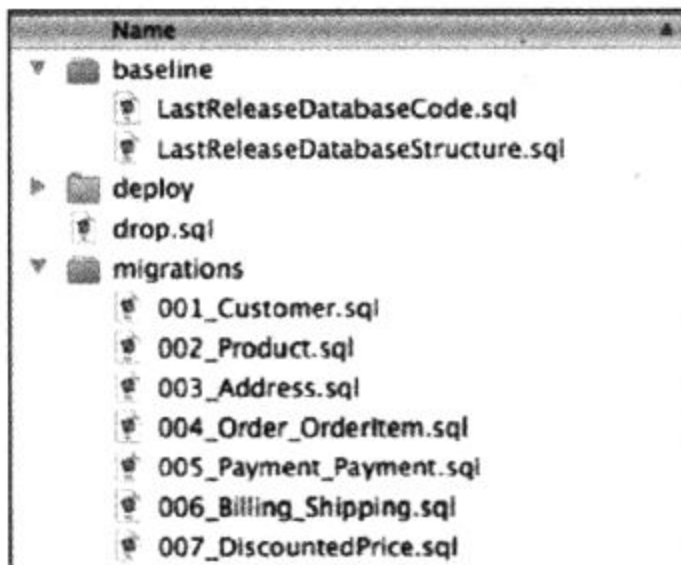 Name
baseline
LastReleaseDatabaseCode.sql
LastReleaseDatabaseStructure.sql
deploy
drop.sql
migrations
001_Customer.sql
002_Product.sql
003_Address.sql
004_Order_OrderItem.sql
005_Payment_Payment.sql
006_Billing_Shipping.sql
007_DiscountedPrice.sql